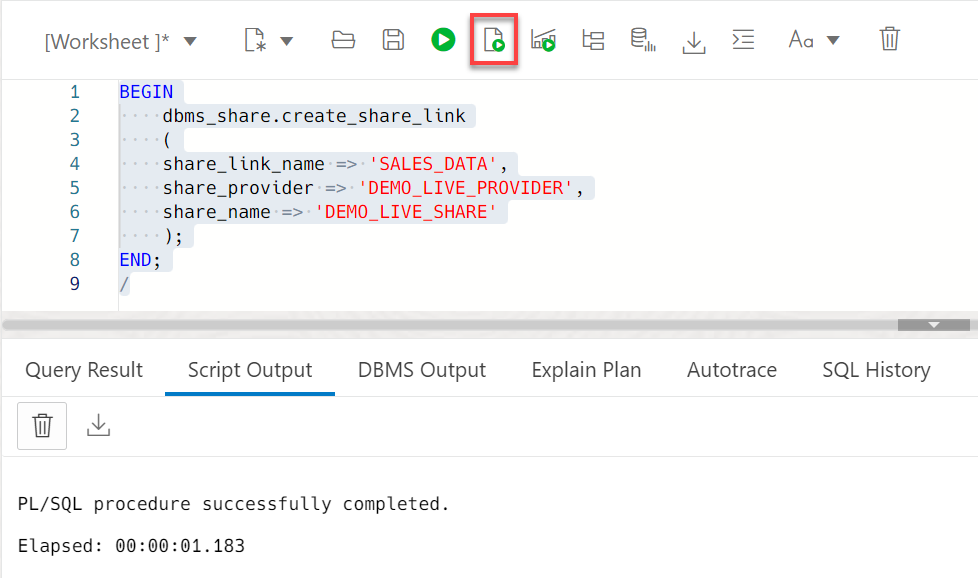 [Worksheet ]*
Aa
1 BEGIN
2 ····dbms_share.create_share_link
3 ····(
4 ····share_link_name·=>·'SALES_DATA',
5 ····share_provider·=>·'DEMO_LIVE_PROVIDER',
6 ····share_name·=>·'DEMO_LIVE_SHARE'
7 ····);
8 END;
9 /
Query Result Script Output DBMS Output Explain Plan Autotrace SQL History
PL/SQL procedure successfully completed.
Elapsed: 00:00:01.183